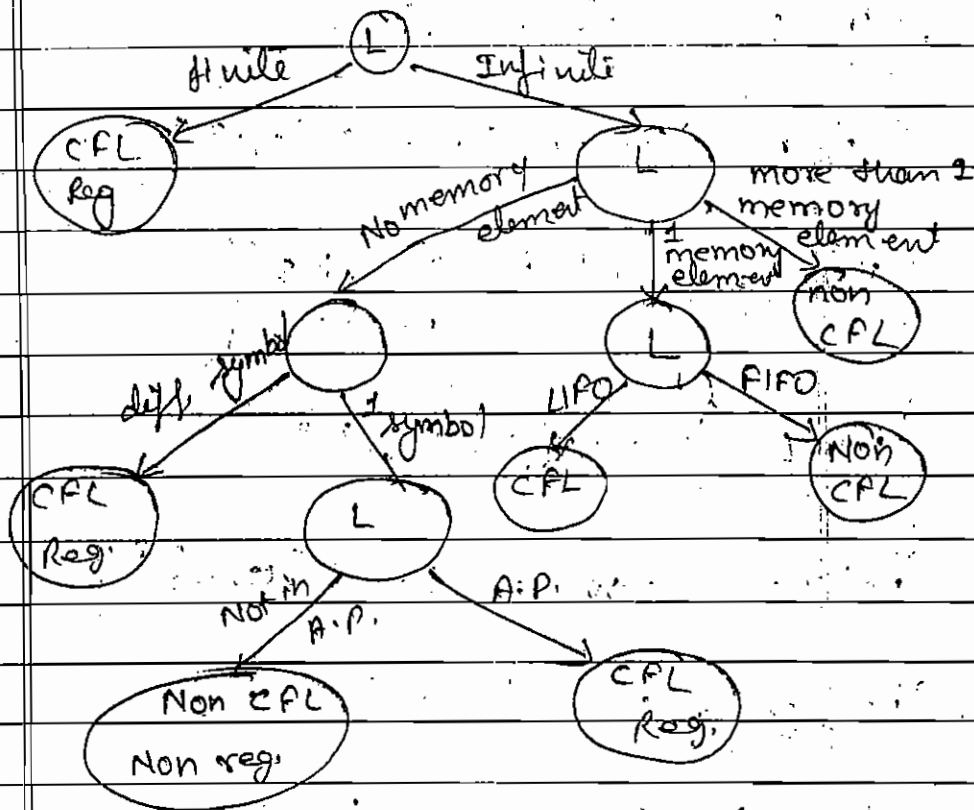 L
finite
Infinite
CFL
Reg
L
No memory
element
1
memory
element
more than 1
memory
element
non
CFL
diff. symbol
1 symbol
L
LIFO
FIFO
CFL
Non
CFL
CFL
Reg.
L
Not in
A.P.
A.P.
Non CFL
Non reg.
CFL
Reg.